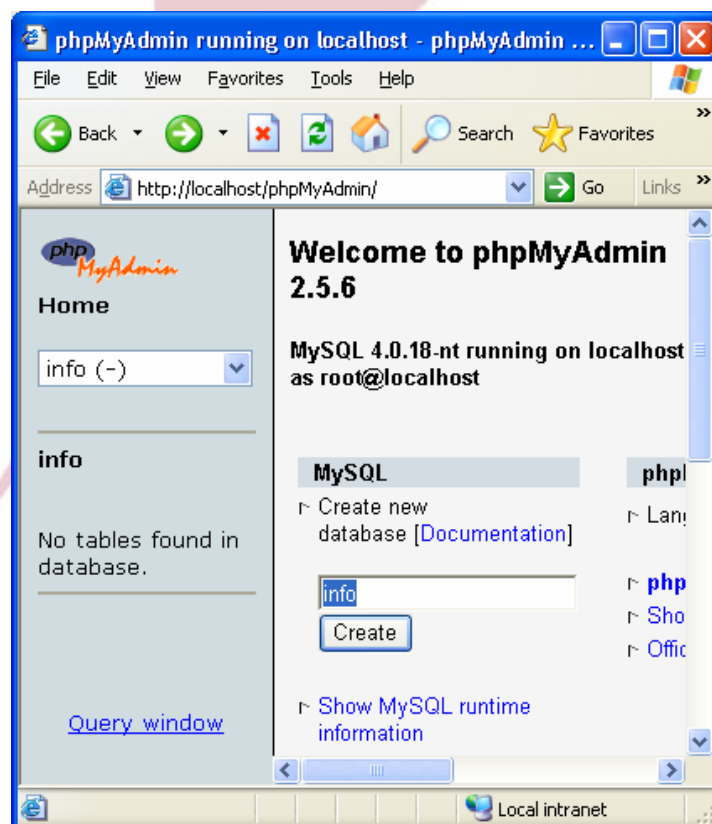 phpMyAdmin running on localhost - phpMyAdmin ...
File Edit View Favorites Tools Help
Back Search Favorites »
Address http://localhost/phpMyAdmin/ Go Links »
php
MyAdmin
Home
info (-)
info
No tables found in
database.
Query window
Welcome to phpMyAdmin
2.5.6
MySQL 4.0.18-nt running on localhost
as root@localhost
MySQL
Create new
database [Documentation]
info
Create
Show MySQL runtime
information
php
Sho
Local intranet